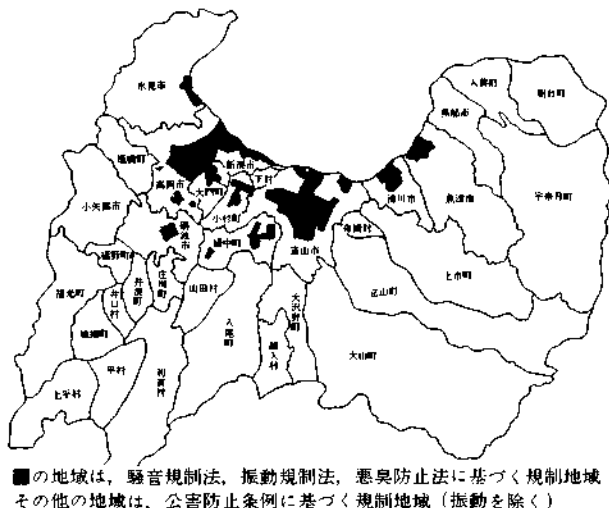 氷見市
入善町
朝日町
黒部市
福岡町
新湊市
高岡市
大門町
下村
小矢部市
小杉町
滑川市
魚津市
宇奈月町
砺波市
婦中町
富山市
舟橋村
上市町
福野町
庄川町
井波町
福光町
井口村
山田村
大沢野町
立山町
城端町
八尾町
細入村
大山町
平村
利賀村
上平村
■の地域は，騒音規制法，振動規制法，悪臭防止法に基づく規制地域
その他の地域は，公害防止条例に基づく規制地域（振動を除く）